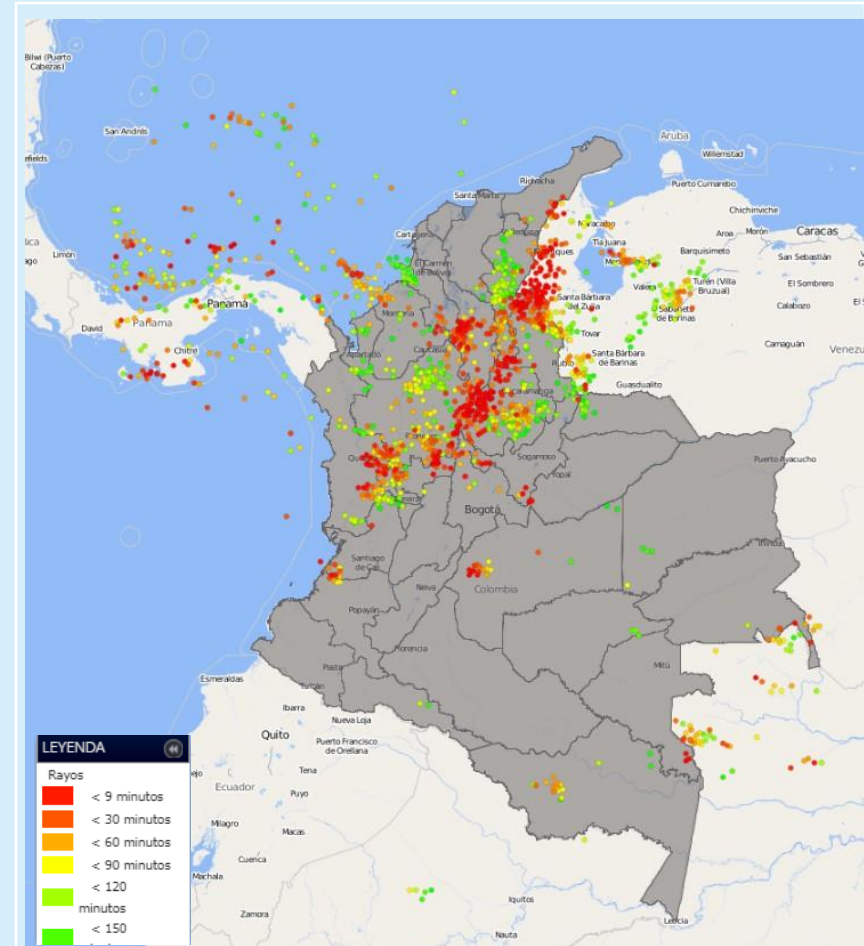 Bilwi (Puerto
Cabezas)
San Andrés
Aruba
Willemstad
Riohacha
Puerto Cumarebo
Santa Marta
Chichiriviche
Maracaibo
Caracas
Limón
Tía Juana
Aroa
Morón
Barquisimeto
San Sebastián
El Carmen
de Bolívar
Panamá
Valera
Turén (Villa
Bruzual)
El Sombrero
Santa Bárbara
del Zulia
Sabaneta
de Barinas
Calabozo
David
Panamá
Montería
Tovar
Camaguán
Chitré
Apartadó
Caucasia
Rubio
Santa Bárbara
de Barinas
Guasdualito
Sogamoso
Yopal
Puerto Ayacucho
Bogotá
Santiago
de Cali
Inírida
Neiva
Colombia
Popayán
Florencia
Mitú
Pasto
Esmeraldas
Ibarra
Nueva Loja
Quito
Puerto Francisco
de Orellana
Tena
Ecuador
Puyo
Milagro
Macas
Cuenca
Machala
Zamora
Iquitos
Nauta
Leticia
LEYENDA
Rayos
< 9 minutos
< 30 minutos
< 60 minutos
< 90 minutos
< 120
minutos
< 150